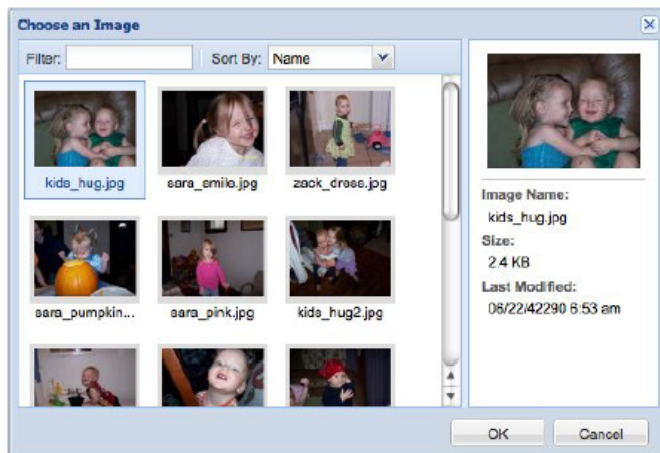 Choose an Image
Filter: Sort By: Name
kids_hug.jpg sara_smile.jpg zack_dress.jpg
sara_pumpkin... sara_pink.jpg kids_hug2.jpg
Image Name:
kids_hug.jpg
Size:
2.4 KB
Last Modified:
06/22/42290 6:53 am
OK Cancel